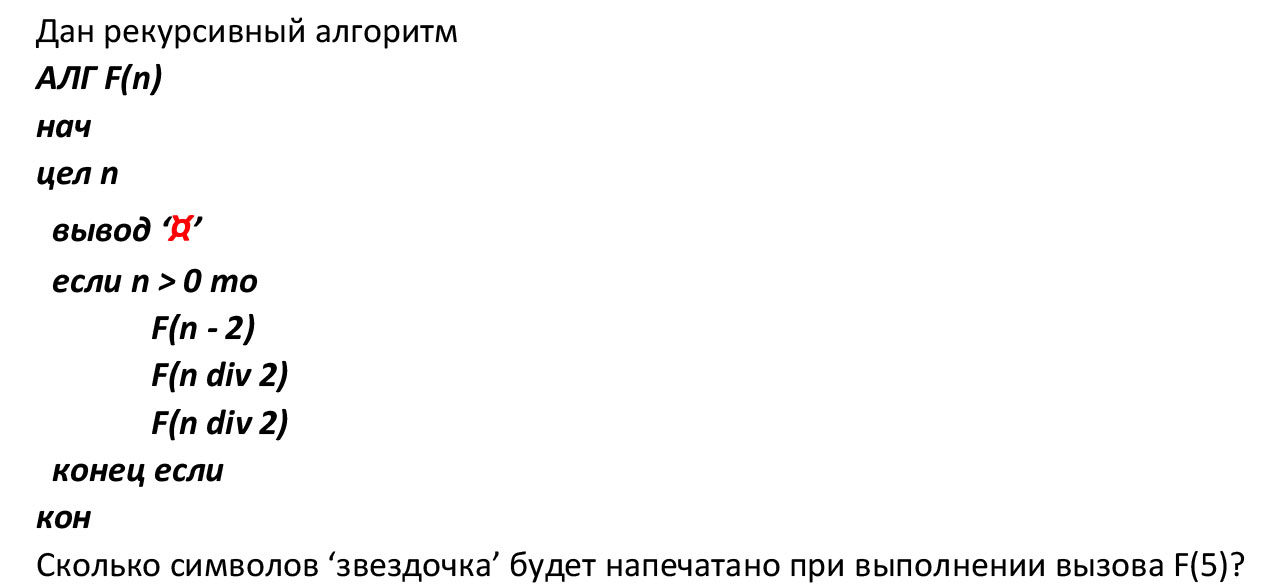 Дан рекурсивный алгоритм
АЛГ F(n)
нач
цел n
вывод ‘¤’
если n > 0 то
F(n - 2)
F(n div 2)
F(n div 2)
конец если
кон
Сколько символов ‘звездочка’ будет напечатано при выполнении вызова F(5)?